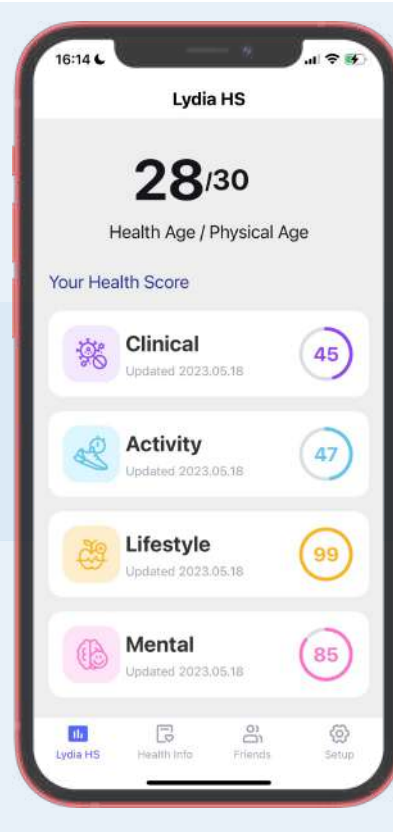 16:14
Lydia HS
28/30
Health Age / Physical Age
Your Health Score
Clinical
Updated 2023.05.18
45
Activity
Updated 2023.05.18
47
Lifestyle
Updated 2023.05.18
99
Mental
Updated 2023.05.18
85
Lydia HS Health Info Friends Setup